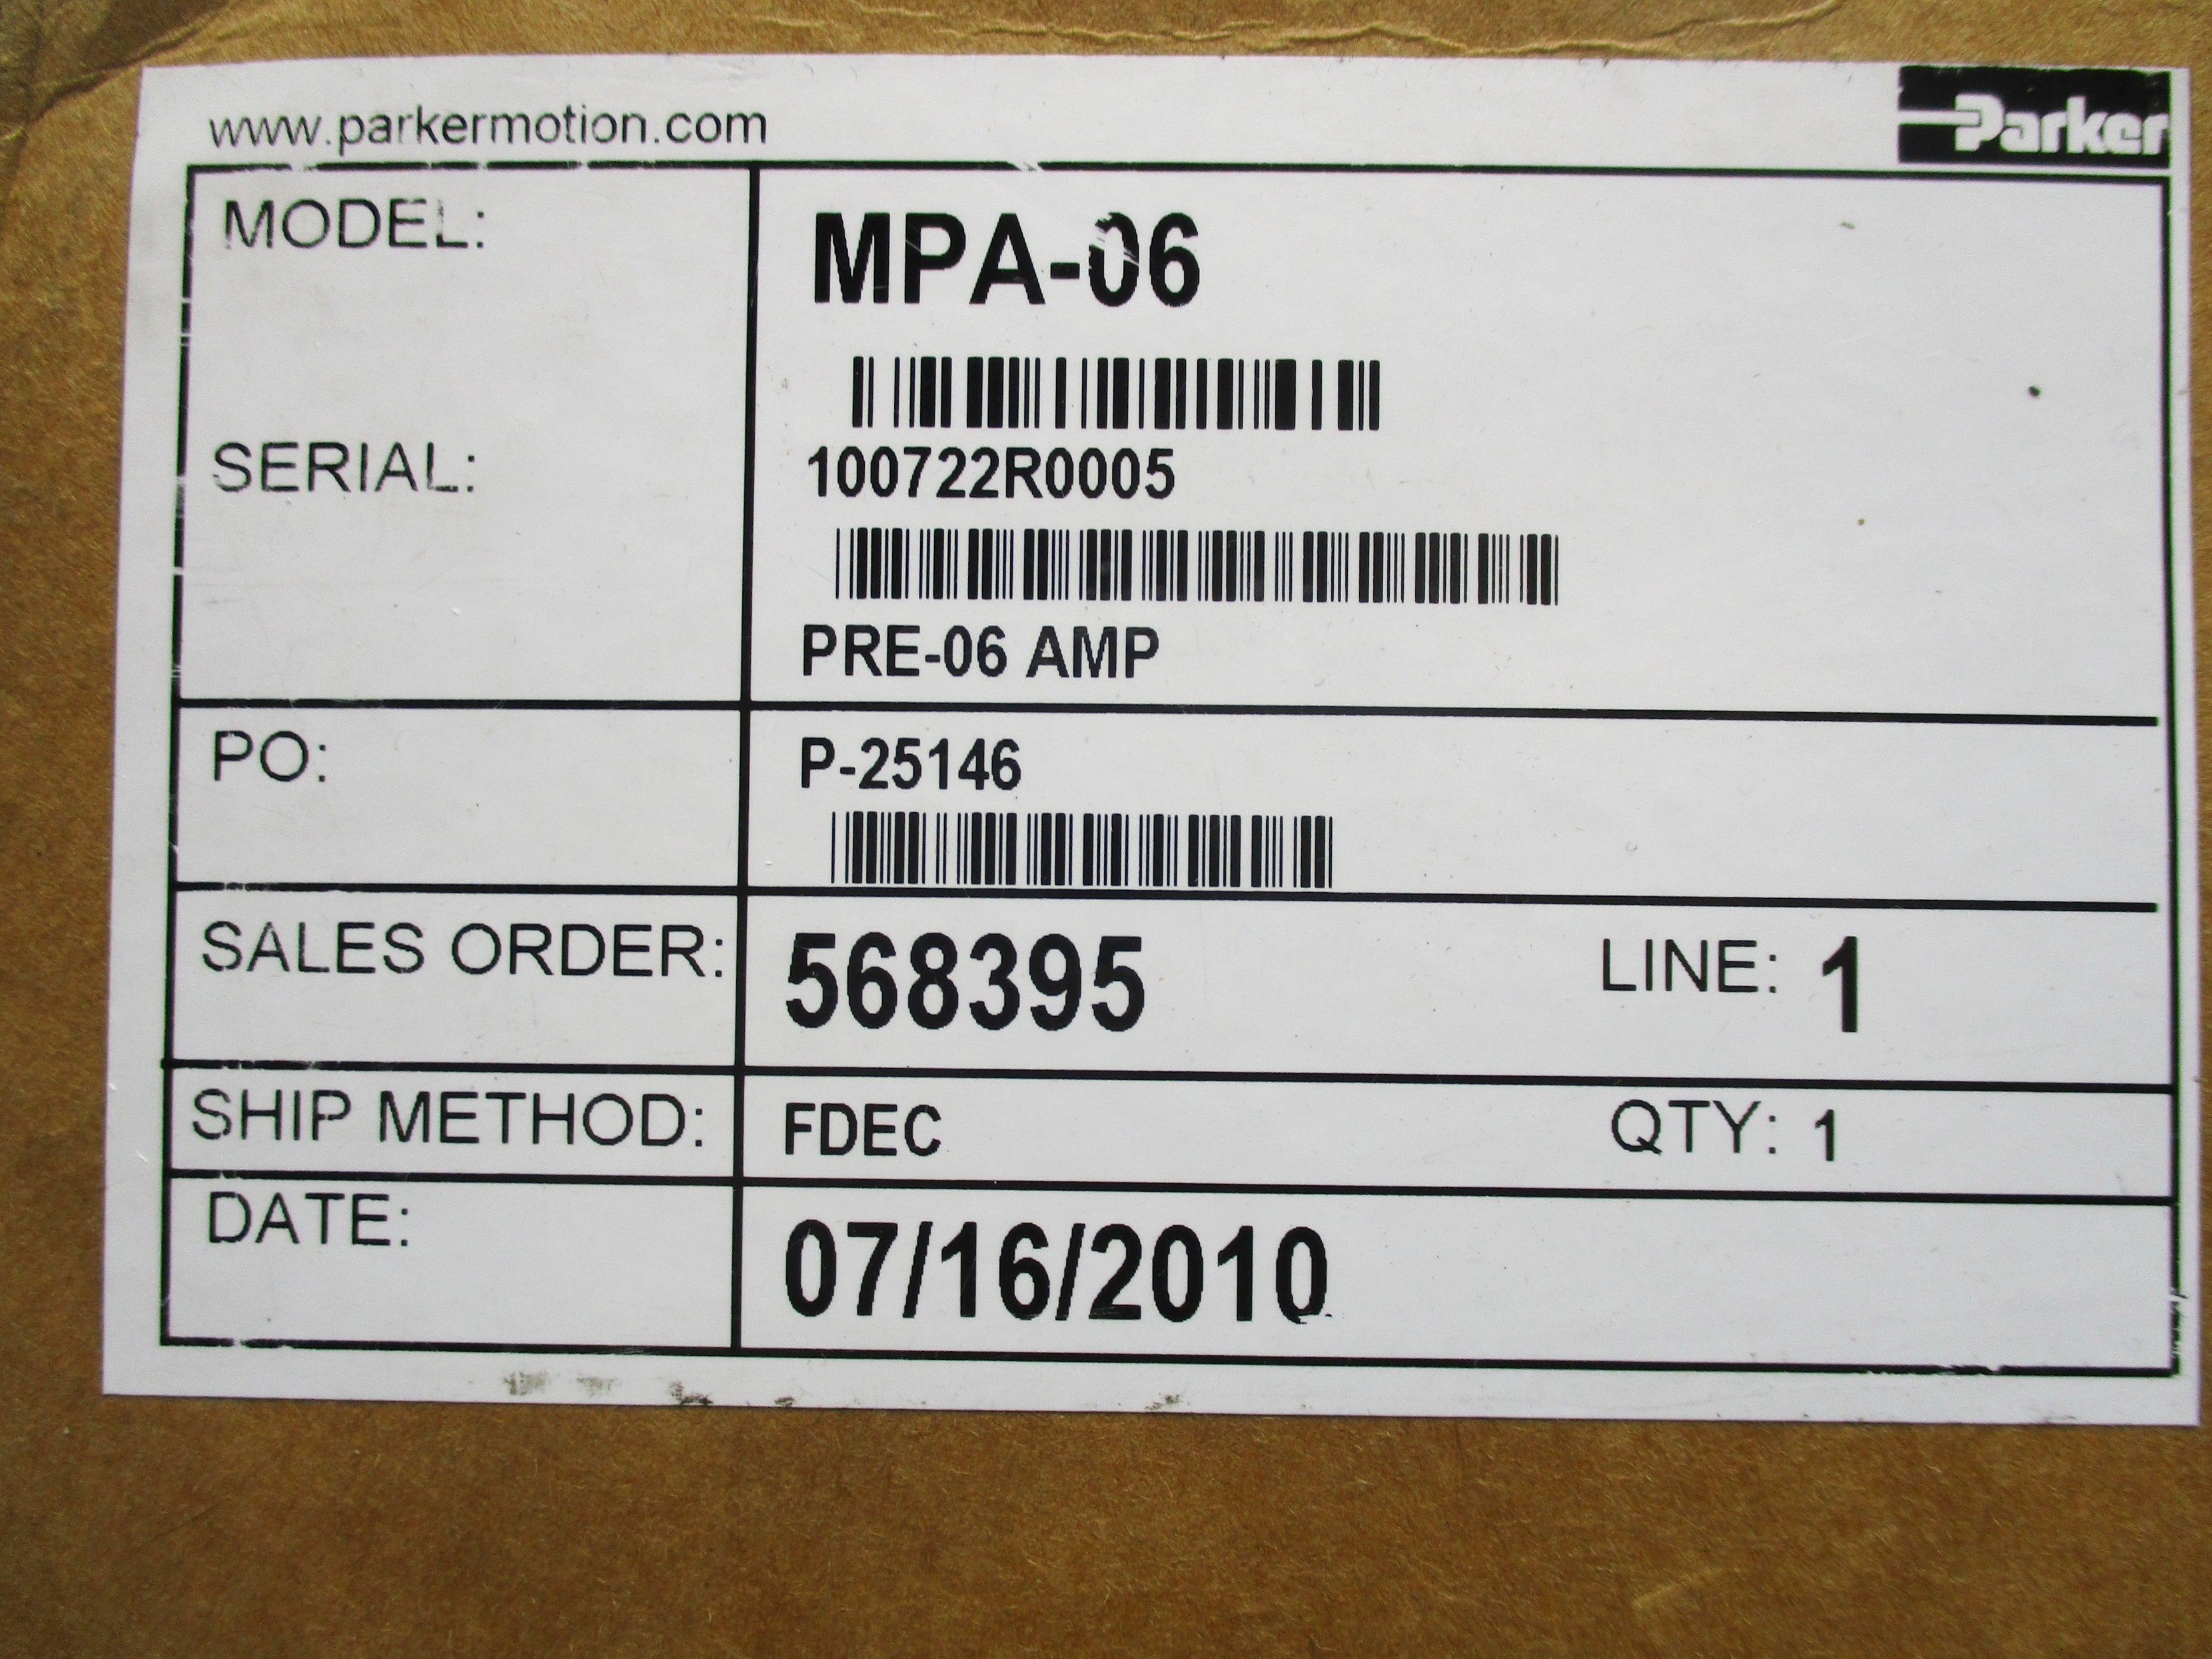 www.parkermotion.com
Parker
MODEL: MPA-06
SERIAL: 100722R0005
PRE-06 AMP
PO: P-25146
SALES ORDER: 568395 LINE: 1
SHIP METHOD: FDEC QTY: 1
DATE: 07/16/2010